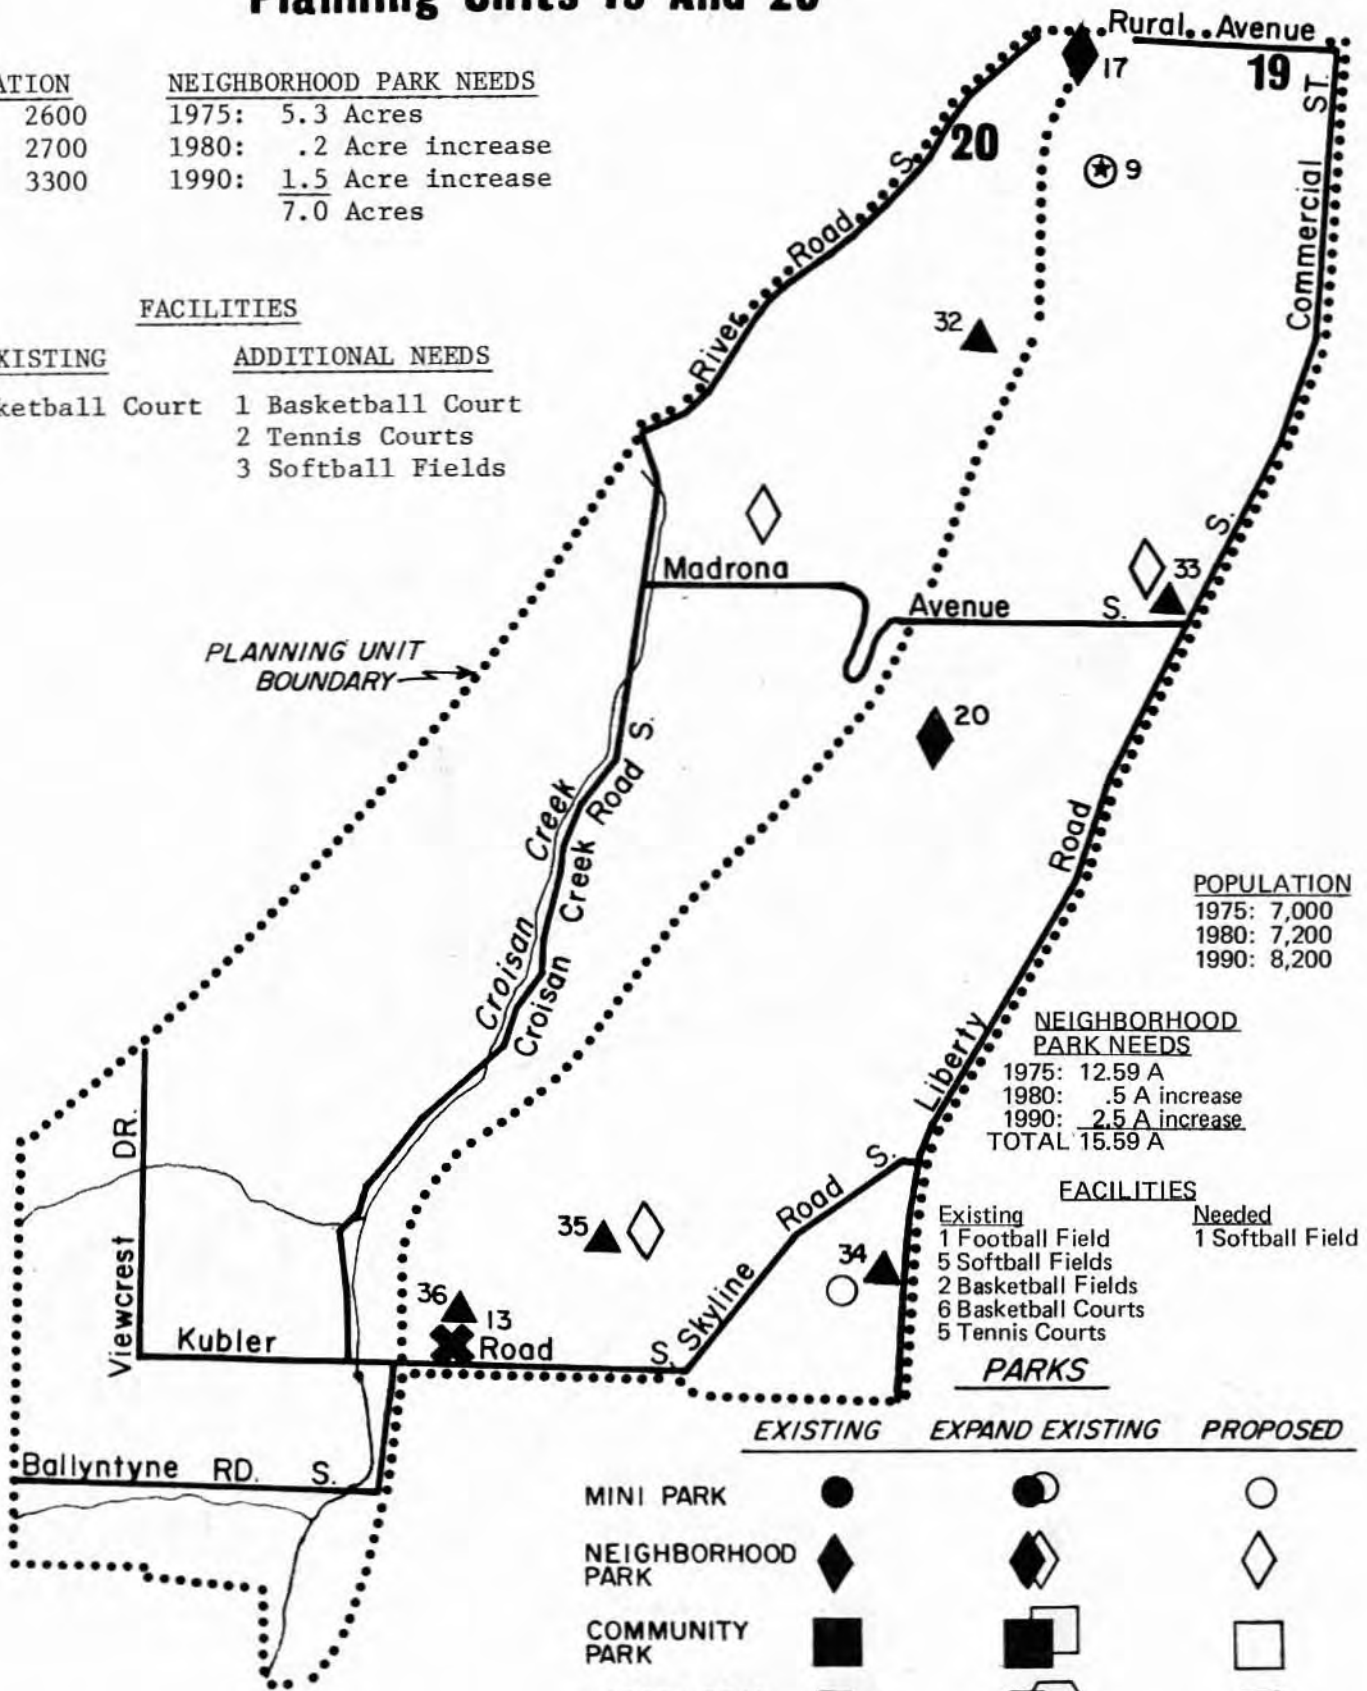 Planning Units 19 And 20
NEIGHBORHOOD PARK NEEDS
2600
2700
3300
1975: 5.3 Acres
1980: .2 Acre increase
1990: 1.5 Acre increase
7.0 Acres
FACILITIES
ADDITIONAL NEEDS
Court
1 Basketball Court
2 Tennis Courts
3 Softball Fields
Rural Avenue
17
19
20
9
Commercial ST.
River Road S.
32
Madrona Avenue S.
33
S.
PLANNING UNIT
BOUNDARY
20
Croisan Creek
Croisan Creek Road S.
Liberty Road
POPULATION
1975: 7,000
1980: 7,200
1990: 8,200
NEIGHBORHOOD
PARK NEEDS
1975: 12.59 A
1980: .5 A increase
1990: 2.5 A increase
TOTAL 15.59 A
FACILITIES
Existing
1 Football Field
5 Softball Fields
2 Basketball Fields
6 Basketball Courts
5 Tennis Courts
Needed
1 Softball Field
Viewcrest DR.
35
34
36
13
Kubler Road S.
Skyline Road S.
Ballyntyne RD. S.
PARKS
EXISTING EXPAND EXISTING PROPOSED
MINI PARK
NEIGHBORHOOD
PARK
COMMUNITY
PARK